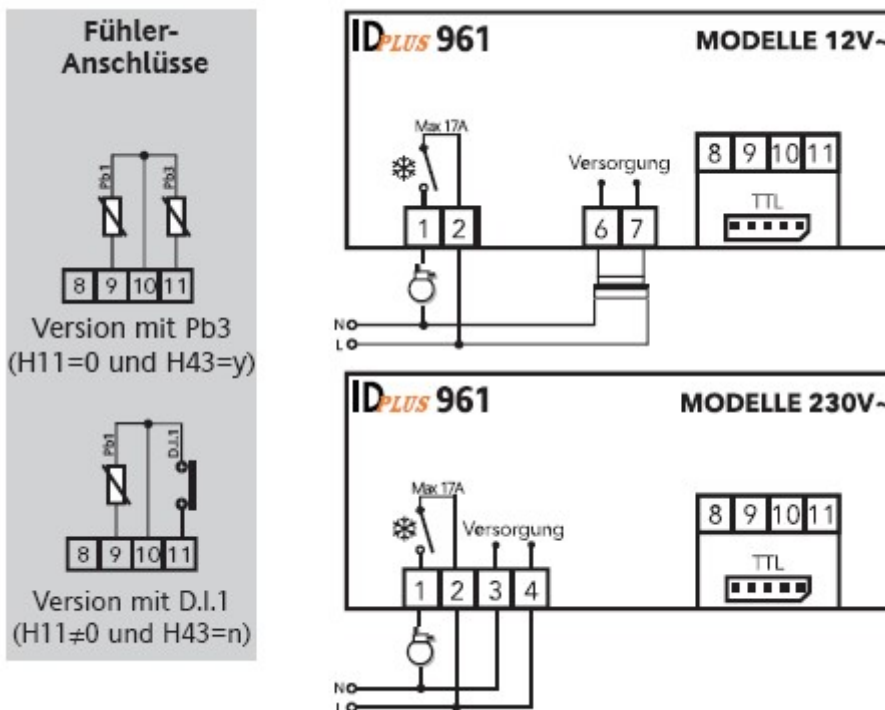 Fühler-
Anschlüsse
Pb1
Pb3
8 9 10 11
Version mit Pb3
(H11=0 und H43=y)
Pb1
D.I.1
8 9 10 11
Version mit D.I.1
(H11≠0 und H43=n)
IDPLUS 961
MODELLE 12V~
Max 17A
Versorgung
8 9 10 11
TTL
1 2
6 7
N
L
IDPLUS 961
MODELLE 230V~
Max 17A
Versorgung
8 9 10 11
TTL
1 2 3 4
N
L